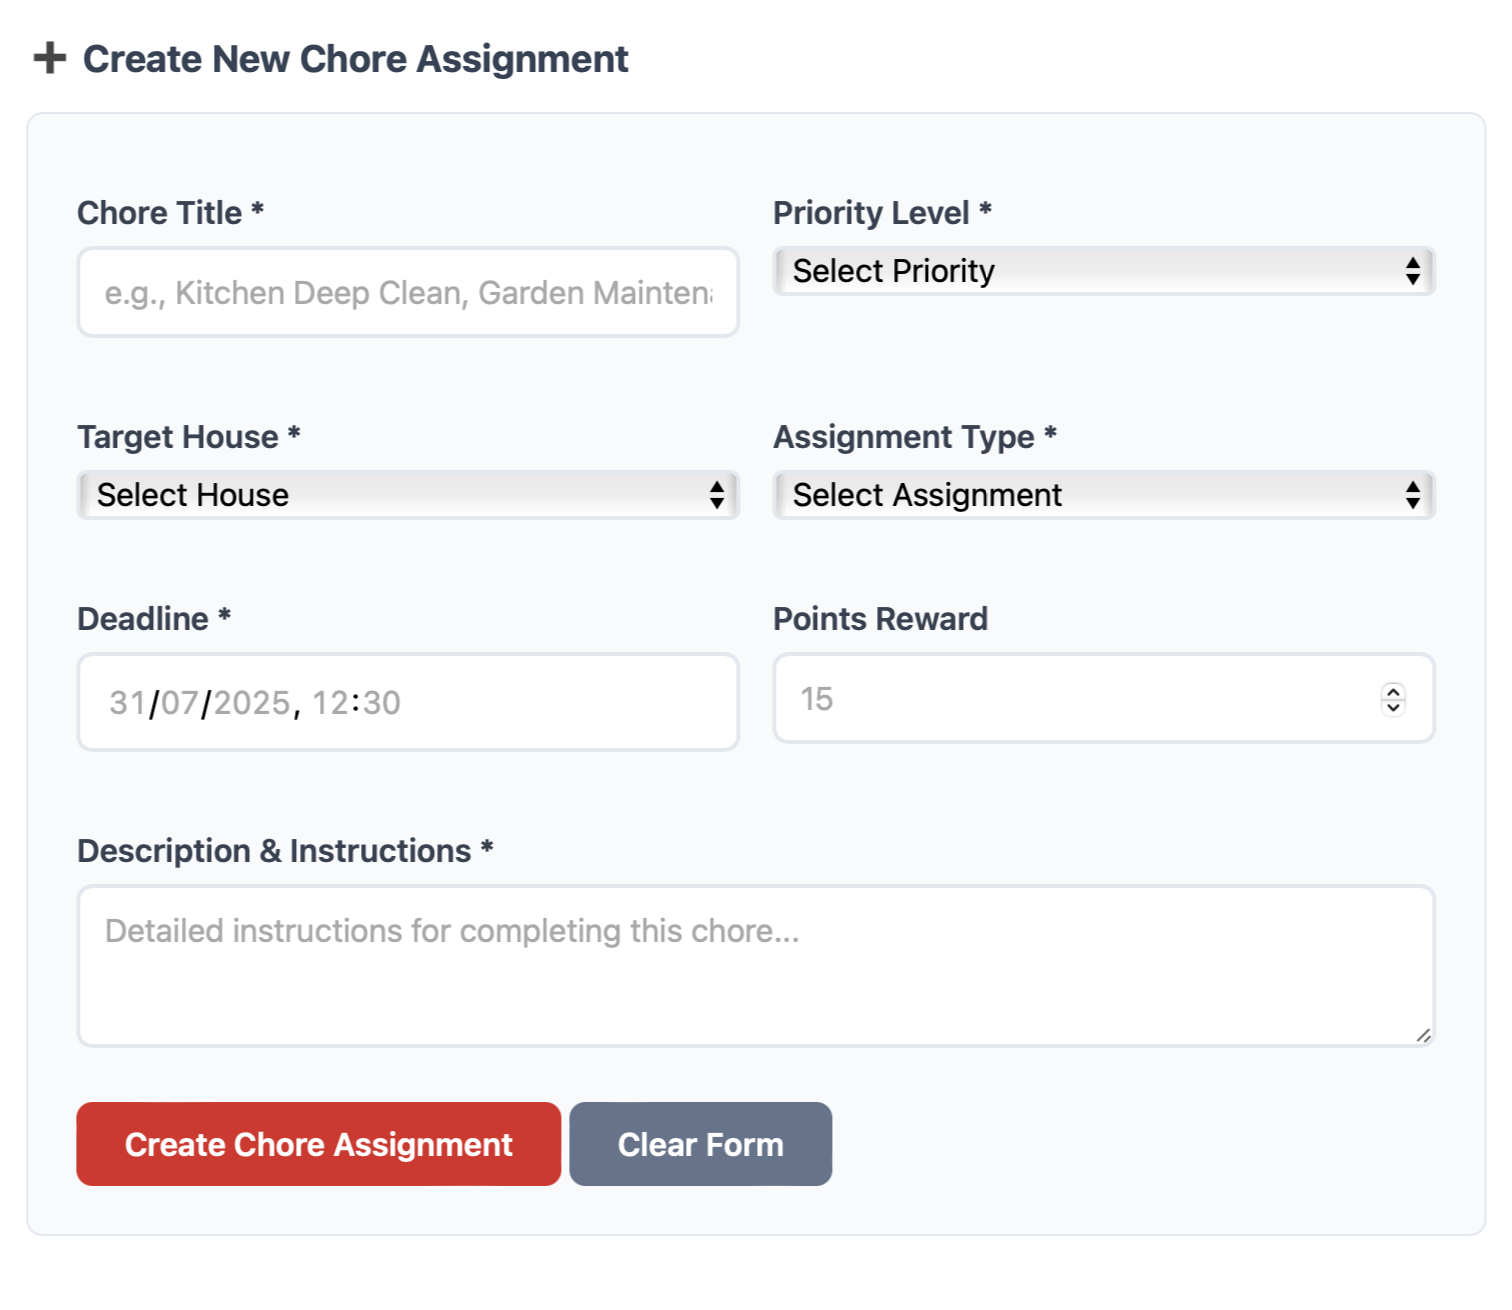 Create New Chore Assignment
Chore Title *
Priority Level *
e.g., Kitchen Deep Clean, Garden
Select Priority
Target House *
Assignment Type *
Select House
Select Assignment
Deadline *
Points Reward
31/07/2025, 12:30
15
Description & Instructions *
Detailed instructions for completing this chore...
Create Chore Assignment
Clear Form